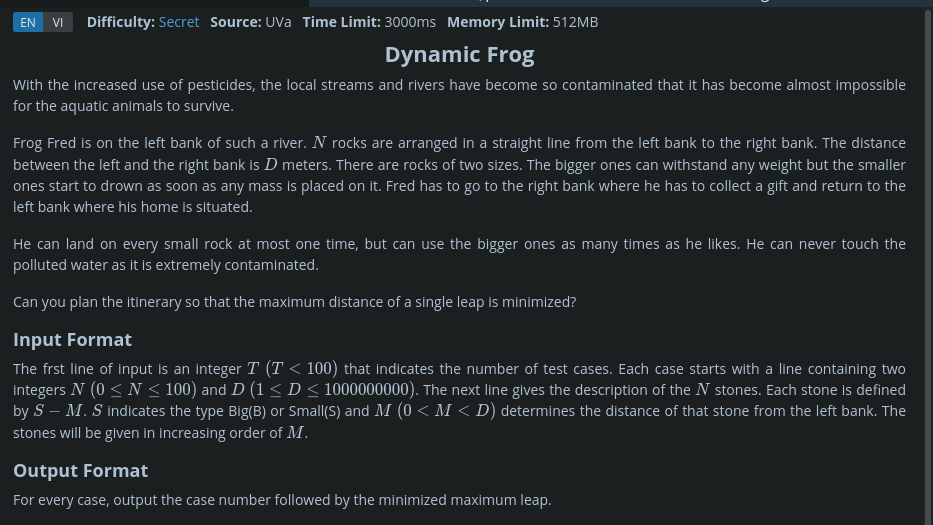 EN VI Difficulty: Secret Source: UVa Time Limit: 3000ms Memory Limit: 512MB
Dynamic Frog
With the increased use of pesticides, the local streams and rivers have become so contaminated that it has become almost impossible
for the aquatic animals to survive.
Frog Fred is on the left bank of such a river. N rocks are arranged in a straight line from the left bank to the right bank. The distance
between the left and the right bank is D meters. There are rocks of two sizes. The bigger ones can withstand any weight but the smaller
ones start to drown as soon as any mass is placed on it. Fred has to go to the right bank where he has to collect a gift and return to the
left bank where his home is situated.
He can land on every small rock at most one time, but can use the bigger ones as many times as he likes. He can never touch the
polluted water as it is extremely contaminated.
Can you plan the itinerary so that the maximum distance of a single leap is minimized?
Input Format
The frst line of input is an integer T (T < 100) that indicates the number of test cases. Each case starts with a line containing two
integers N (0 ≤ N ≤ 100) and D (1 ≤ D ≤ 1000000000). The next line gives the description of the N stones. Each stone is defined
by S − M. S indicates the type Big(B) or Small(S) and M (0 < M < D) determines the distance of that stone from the left bank. The
stones will be given in increasing order of M.
Output Format
For every case, output the case number followed by the minimized maximum leap.